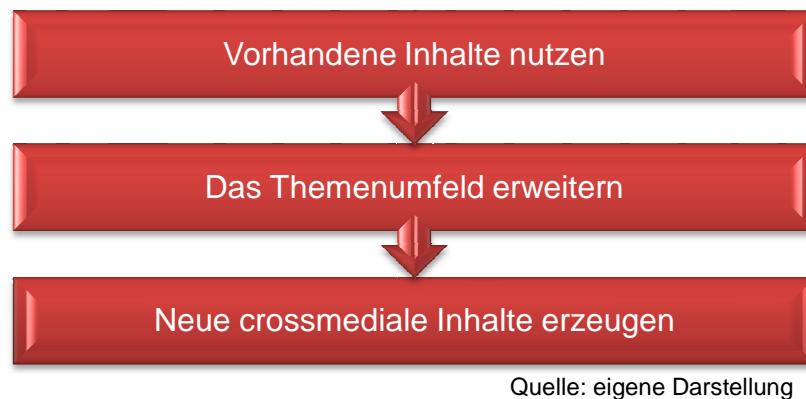 Vorhandene Inhalte nutzen
Das Themenumfeld erweitern
Neue crossmediale Inhalte erzeugen
Quelle: eigene Darstellung